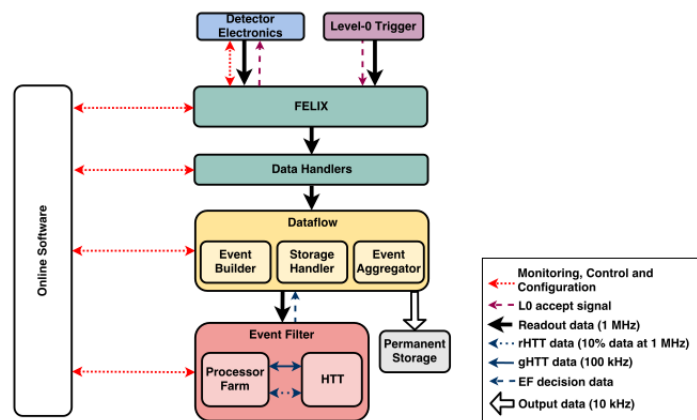 Detector
Electronics
Level-0 Trigger
FELIX
Data Handlers
Dataflow
Event
Builder
Storage
Handler
Event
Aggregator
Online Software
Event Filter
Processor
Farm
HTT
Permanent
Storage
Monitoring, Control and
Configuration
L0 accept signal
Readout data (1 MHz)
rHTT data (10% data at 1 MHz)
gHTT data (100 kHz)
EF decision data
Output data (10 kHz)